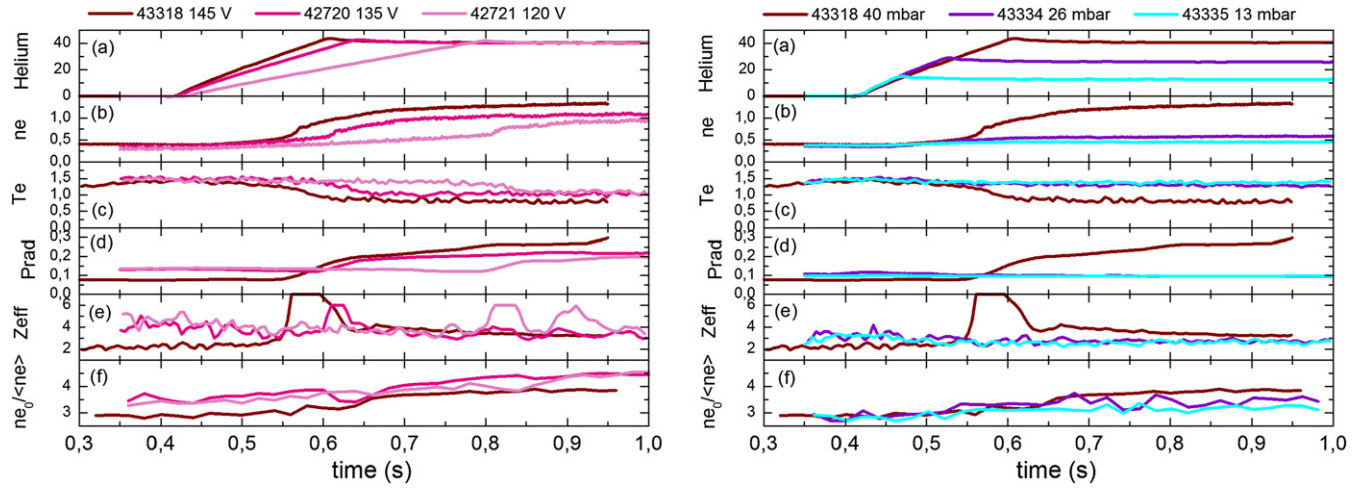 43318 145 V 42720 135 V 42721 120 V
(a)
Helium
40
20
0
(b)
ne
1,0
0,5
0,0
(c)
Te
1,5
1,0
0,5
0,0
(d)
Prad
0,3
0,2
0,1
0,0
(e)
Zeff
6
4
2
(f)
ne0/<ne>
4
3
0,3 0,4 0,5 0,6 0,7 0,8 0,9 1,0
time (s)
43318 40 mbar 43334 26 mbar 43335 13 mbar
(a)
Helium
40
20
0
(b)
ne
1,0
0,5
0,0
(c)
Te
1,5
1,0
0,5
0,0
(d)
Prad
0,3
0,2
0,1
0,0
(e)
Zeff
6
4
2
(f)
ne0/<ne>
4
3
0,3 0,4 0,5 0,6 0,7 0,8 0,9 1,0
time (s)